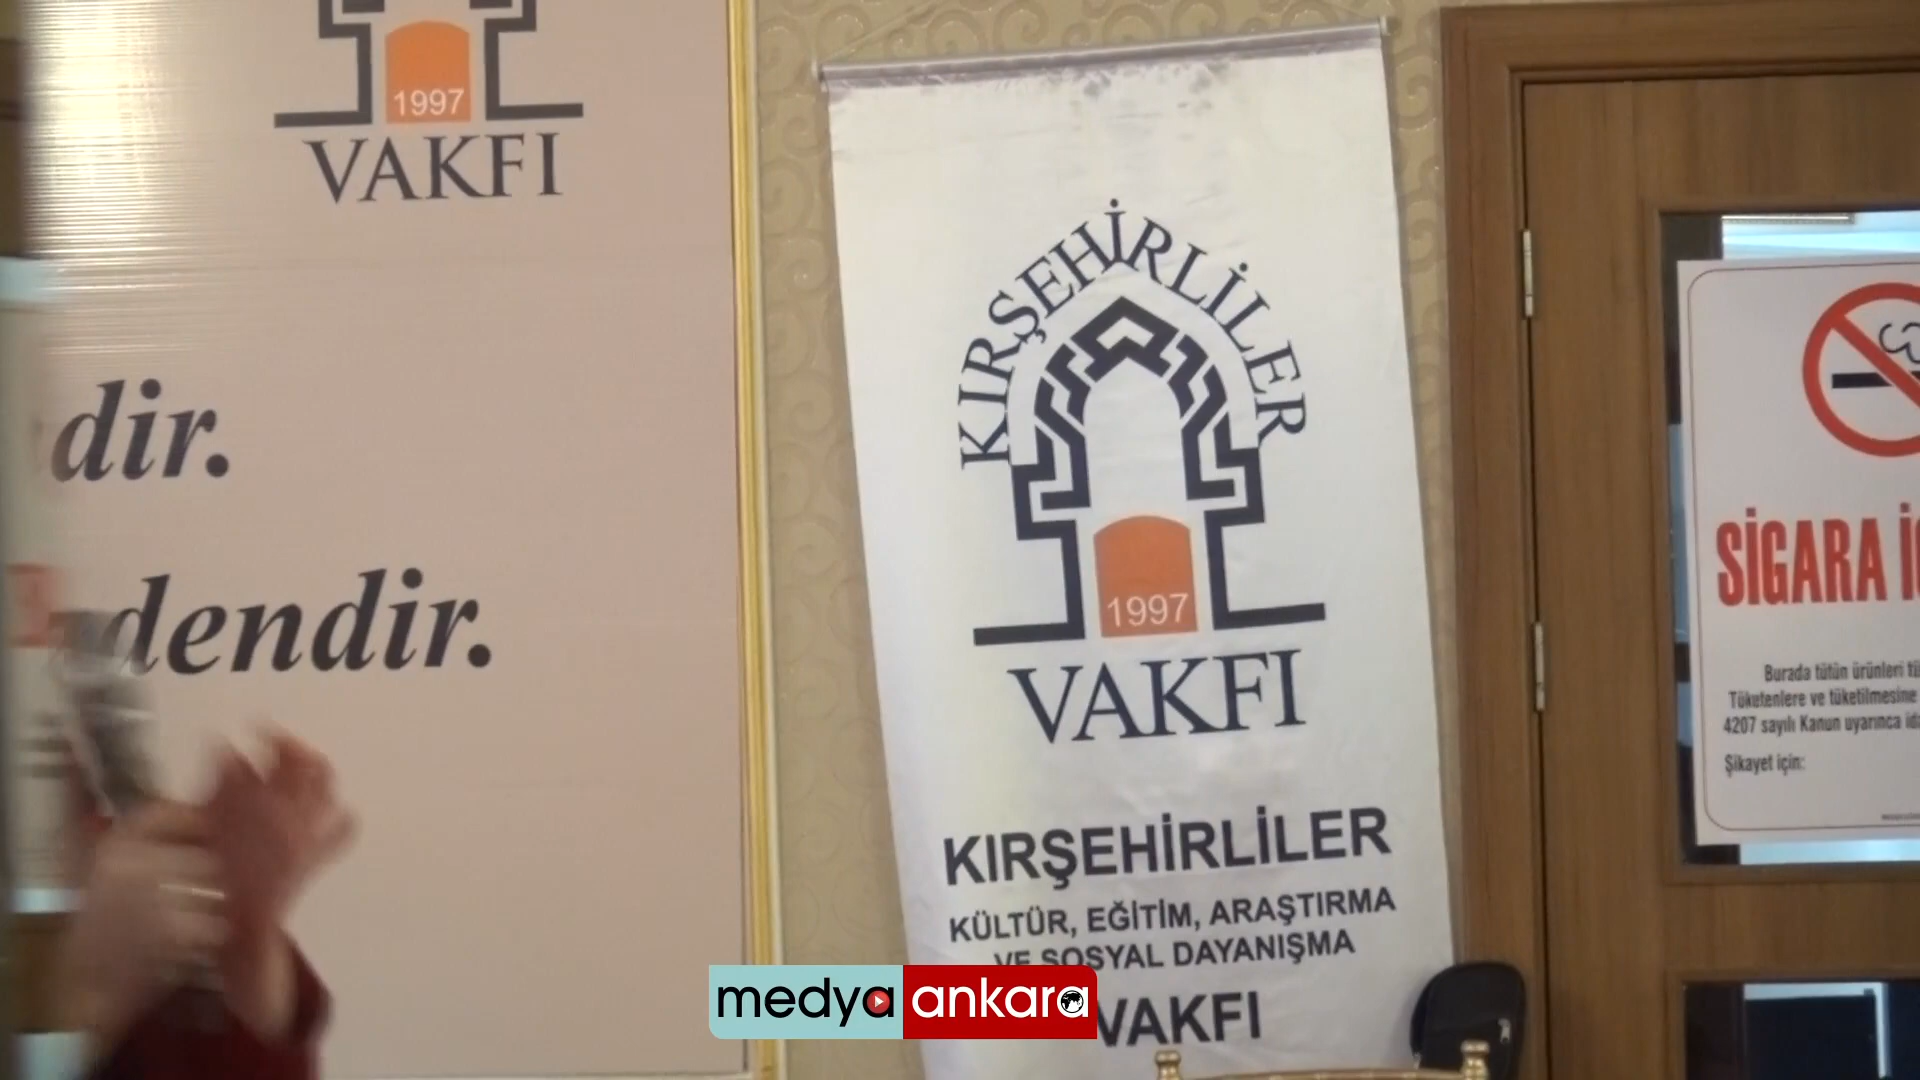 1997
VAKFI
dir.
dendir.
KIRŞEHİRLİLER
1997
VAKFI
KIRŞEHİRLİLER
KÜLTÜR, EĞİTİM, ARAŞTIRMA
VE SOSYAL DAYANIŞMA
VAKFI
medya ankara
SİGARA
Burada tütün ürünleri
Tüketenlere ve tüketilmesine
4207 sayılı Kanun uyarınca
Şikayet için: